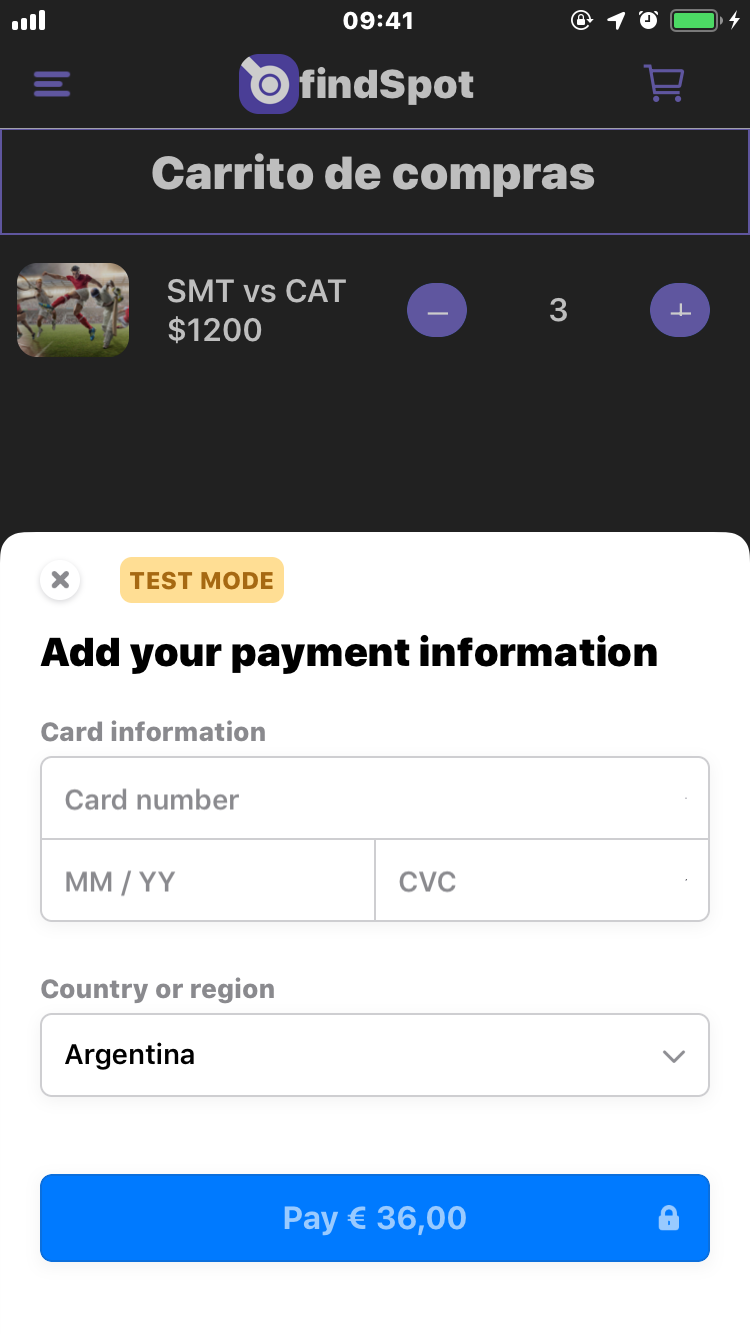 09:41
findSpot
Carrito de compras
SMT vs CAT
$1200
3
TEST MODE
Add your payment information
Card information
Card number
MM / YY
CVC
Country or region
Argentina
Pay € 36,00